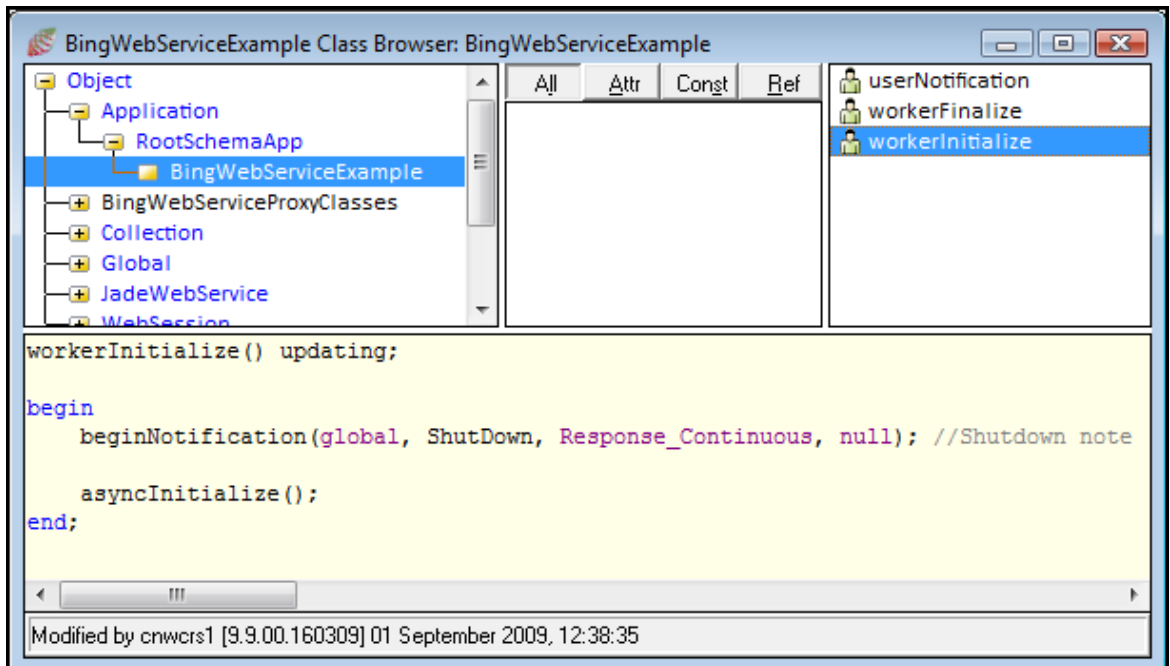 BingWebServiceExample Class Browser: BingWebServiceExample
Object
Application
RootSchemaApp
BingWebServiceExample
BingWebServiceProxyClasses
Collection
Global
JadeWebService
WebSession
All Attr Const Ref
userNotification
workerFinalize
workerInitialize
workerInitialize() updating;
begin
beginNotification(global, ShutDown, Response_Continuous, null); //Shutdown note
asyncInitialize();
end;
Modified by cnwcrs1 [9.9.00.160309] 01 September 2009, 12:38:35